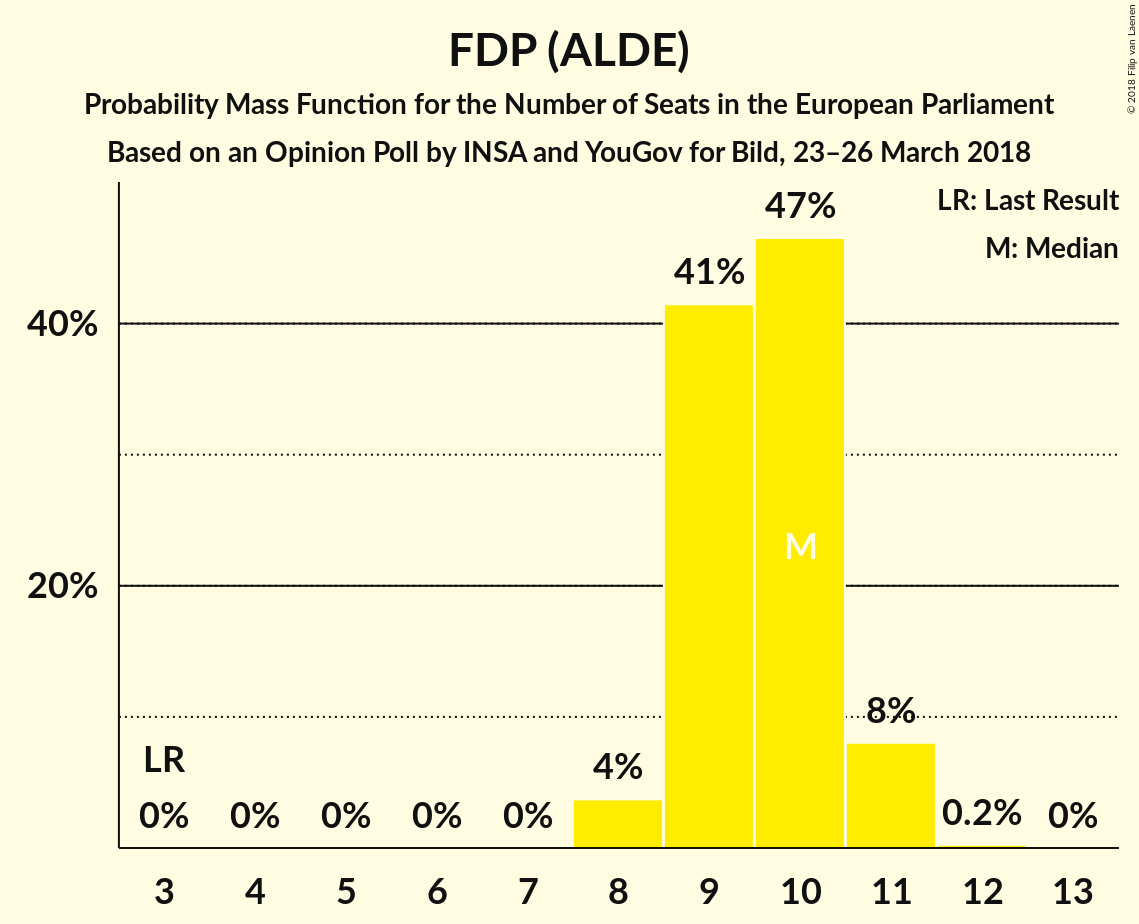 FDP (ALDE)
Probability Mass Function for the Number of Seats in the European Parliament
Based on an Opinion Poll by INSA and YouGov for Bild, 23–26 March 2018
© 2018 Filip van Laenen
LR: Last Result
M: Median
47%
41%
40%
M
20%
8%
LR
4%
0% 0% 0% 0% 0% 0.2% 0%
3 4 5 6 7 8 9 10 11 12 13